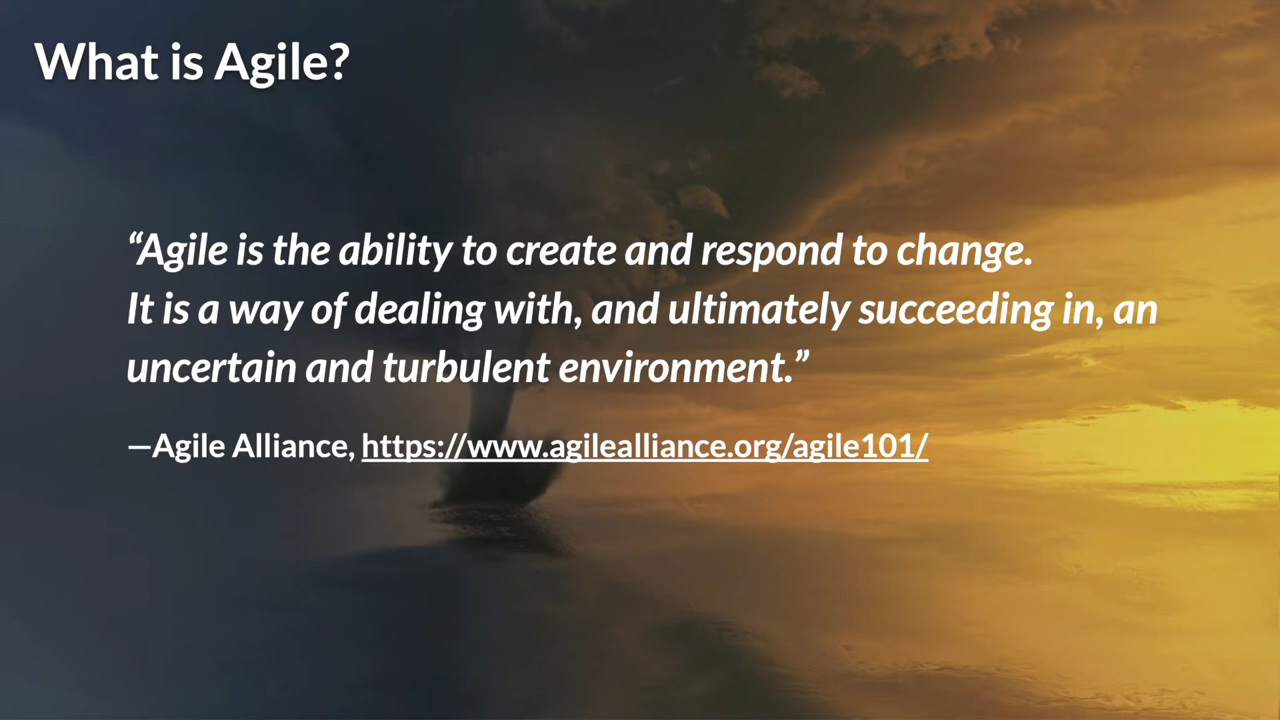 What is Agile?
“Agile is the ability to create and respond to change.
It is a way of dealing with, and ultimately succeeding in, an
uncertain and turbulent environment.”
—Agile Alliance, https://www.agilealliance.org/agile101/